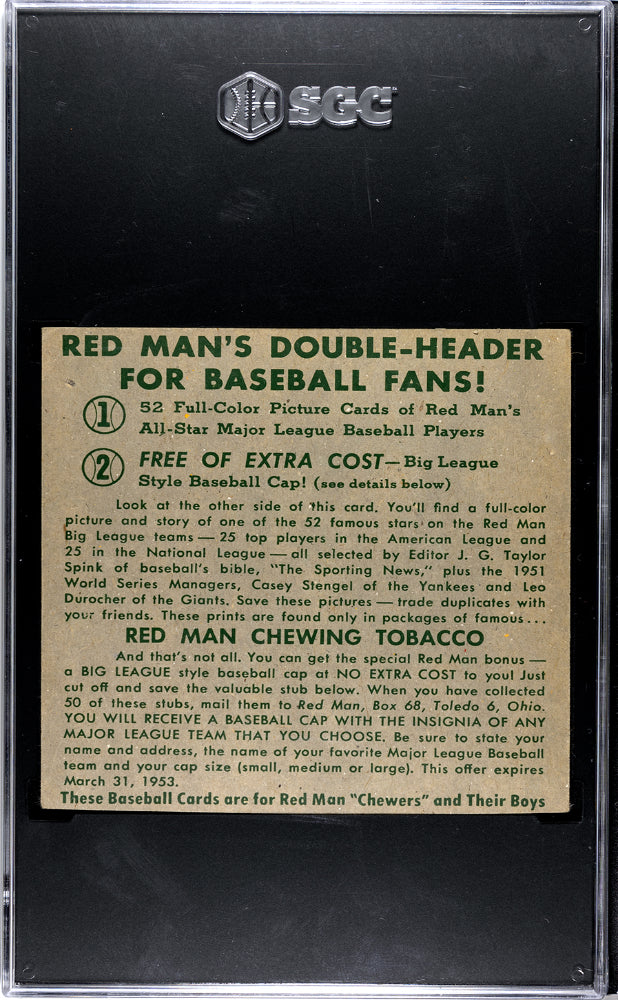 SGC
RED MAN'S DOUBLE-HEADER
FOR BASEBALL FANS!
1 52 Full-Color Picture Cards of Red Man's
All-Star Major League Baseball Players
2 FREE OF EXTRA COST—Big League
Style Baseball Cap! (see details below)
Look at the other side of this card. You'll find a full-color
picture and story of one of the 52 famous stars on the Red Man
Big League teams — 25 top players in the American League and
25 in the National League — all selected by Editor J. G. Taylor
Spink of baseball's bible, "The Sporting News," plus the 1951
World Series Managers, Casey Stengel of the Yankees and Leo
Durocher of the Giants. Save these pictures — trade duplicates with
your friends. These prints are found only in packages of famous...
RED MAN CHEWING TOBACCO
And that's not all. You can get the special Red Man bonus —
a BIG LEAGUE style baseball cap at NO EXTRA COST to you! Just
cut off and save the valuable stub below. When you have collected
50 of these stubs, mail them to Red Man, Box 68, Toledo 6, Ohio.
YOU WILL RECEIVE A BASEBALL CAP WITH THE INSIGNIA OF ANY
MAJOR LEAGUE TEAM THAT YOU CHOOSE. Be sure to state your
name and address, the name of your favorite Major League Baseball
team and your cap size (small, medium or large). This offer expires
March 31, 1953.
These Baseball Cards are for Red Man "Chewers" and Their Boys